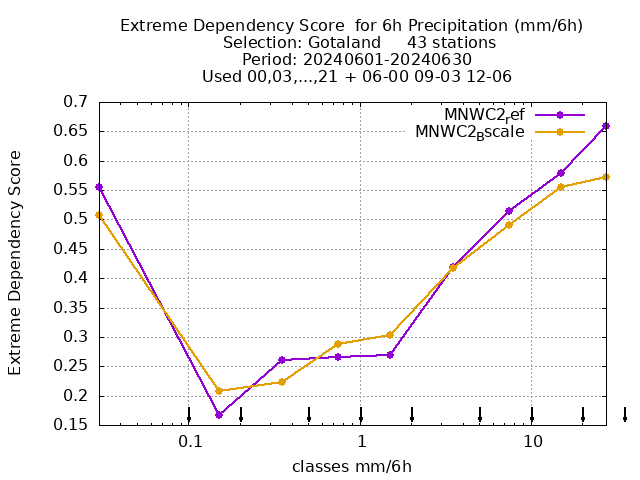 Extreme Dependency Score  for 6h Precipitation (mm/6h)
Selection: Gotaland     43 stations
Period: 20240601-20240630
Used 00,03,...,21 + 06-00 09-03 12-06
MNWC2ref
MNWC2Bscale
0.7
0.65
0.6
0.55
0.5
0.45
0.4
0.35
0.3
0.25
0.2
0.15
Extreme Dependency Score
0.1 1 10
classes mm/6h